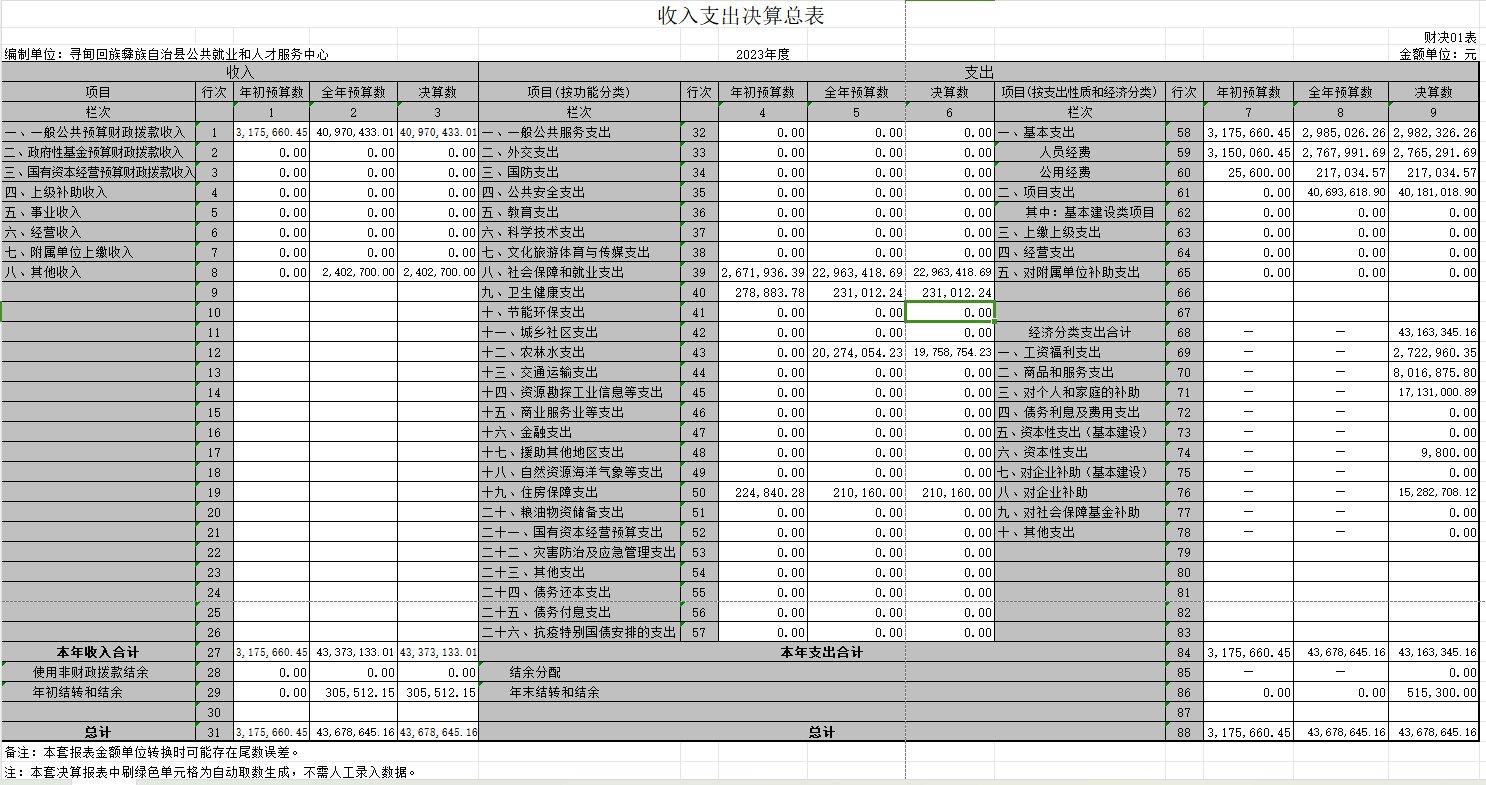 收入支出决算总表
财决01表
编制单位：寻甸回族彝族自治县公共就业和人才服务中心 2023年度 金额单位：元
收入 支出
项目 行次 年初预算数 全年预算数 决算数 项目(按功能分类) 行次 年初预算数 全年预算数 决算数 项目(按支出性质和经济分类) 行次 年初预算数 全年预算数 决算数
栏次 1 2 3 栏次 4 5 6 栏次 7 8 9
一、一般公共预算财政拨款收入 1 3,175,660.45 40,970,433.01 40,970,433.01 一、一般公共服务支出 32 0.00 0.00 0.00 一、基本支出 58 3,175,660.45 2,985,026.26 2,982,326.26
二、政府性基金预算财政拨款收入 2 0.00 0.00 0.00 二、外交支出 33 0.00 0.00 0.00 人员经费 59 3,150,060.45 2,767,991.69 2,765,291.69
三、国有资本经营预算财政拨款收入 3 0.00 0.00 0.00 三、国防支出 34 0.00 0.00 0.00 公用经费 60 25,600.00 217,034.57 217,034.57
四、上级补助收入 4 0.00 0.00 0.00 四、公共安全支出 35 0.00 0.00 0.00 二、项目支出 61 0.00 40,693,618.90 40,181,018.90
五、事业收入 5 0.00 0.00 0.00 五、教育支出 36 0.00 0.00 0.00 其中：基本建设类项目 62 0.00 0.00 0.00
六、经营收入 6 0.00 0.00 0.00 六、科学技术支出 37 0.00 0.00 0.00 三、上缴上级支出 63 0.00 0.00 0.00
七、附属单位上缴收入 7 0.00 0.00 0.00 七、文化旅游体育与传媒支出 38 0.00 0.00 0.00 四、经营支出 64 0.00 0.00 0.00
八、其他收入 8 0.00 2,402,700.00 2,402,700.00 八、社会保障和就业支出 39 2,671,936.39 22,963,418.69 22,963,418.69 五、对附属单位补助支出 65 0.00 0.00 0.00
9 九、卫生健康支出 40 278,883.78 231,012.24 231,012.24 66
10 十、节能环保支出 41 0.00 0.00 0.00 67
11 十一、城乡社区支出 42 0.00 0.00 0.00 经济分类支出合计 68 — — 43,163,345.16
12 十二、农林水支出 43 0.00 20,274,054.23 19,758,754.23 一、工资福利支出 69 — — 2,722,960.35
13 十三、交通运输支出 44 0.00 0.00 0.00 二、商品和服务支出 70 — — 8,016,875.80
14 十四、资源勘探工业信息等支出 45 0.00 0.00 0.00 三、对个人和家庭的补助 71 — — 17,131,000.89
15 十五、商业服务业等支出 46 0.00 0.00 0.00 四、债务利息及费用支出 72 — — 0.00
16 十六、金融支出 47 0.00 0.00 0.00 五、资本性支出（基本建设） 73 — — 0.00
17 十七、援助其他地区支出 48 0.00 0.00 0.00 六、资本性支出 74 — — 9,800.00
18 十八、自然资源海洋气象等支出 49 0.00 0.00 0.00 七、对企业补助（基本建设） 75 — — 0.00
19 十九、住房保障支出 50 224,840.28 210,160.00 210,160.00 八、对企业补助 76 — — 15,282,708.12
20 二十、粮油物资储备支出 51 0.00 0.00 0.00 九、对社会保障基金补助 77 — — 0.00
21 二十一、国有资本经营预算支出 52 0.00 0.00 0.00 十、其他支出 78 — — 0.00
22 二十二、灾害防治及应急管理支出 53 0.00 0.00 0.00 79
23 二十三、其他支出 54 0.00 0.00 0.00 80
24 二十四、债务还本支出 55 0.00 0.00 0.00 81
25 二十五、债务付息支出 56 0.00 0.00 0.00 82
26 二十六、抗疫特别国债安排的支出 57 0.00 0.00 0.00 83
本年收入合计 27 3,175,660.45 43,373,133.01 43,373,133.01 本年支出合计 84 3,175,660.45 43,678,645.16 43,163,345.16
使用非财政拨款结余 28 0.00 0.00 0.00 结余分配 85 — — 0.00
年初结转和结余 29 0.00 305,512.15 305,512.15 年末结转和结余 86 0.00 0.00 515,300.00
30 87
总计 31 3,175,660.45 43,678,645.16 43,678,645.16 总计 88 3,175,660.45 43,678,645.16 43,678,645.16
备注：本套报表金额单位转换时可能存在尾数误差。
注：本套决算报表中刷绿色单元格为自动取数生成，不需人工录入数据。